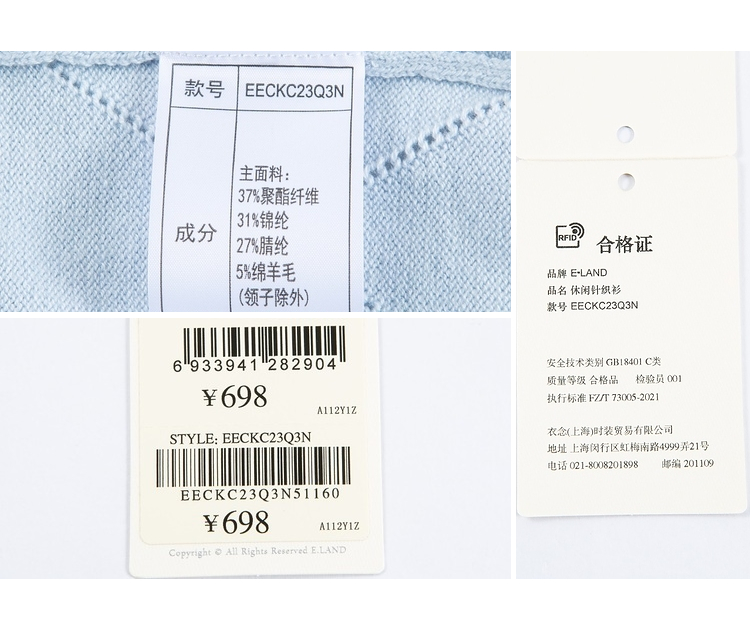 款号 EECKC23Q3N
成分
主面料：
37%聚酯纤维
31%锦纶
27%腈纶
5%绵羊毛
(领子除外)
6 933941 282904
¥698
A112Y1Z
STYLE: EECKC23Q3N
EECKC23Q3N51160
¥698
A112Y1Z
Copyright © All Rights Reserved E.LAND
RFID
合格证
品牌 E•LAND
品名 休闲针织衫
款号 EECKC23Q3N
安全技术类别 GB18401 C类
质量等级 合格品 检验员 001
执行标准 FZ/T 73005-2021
衣念(上海)时装贸易有限公司
地址 上海闵行区虹梅南路4999弄21号
电话 021-8008201898 邮编 201109